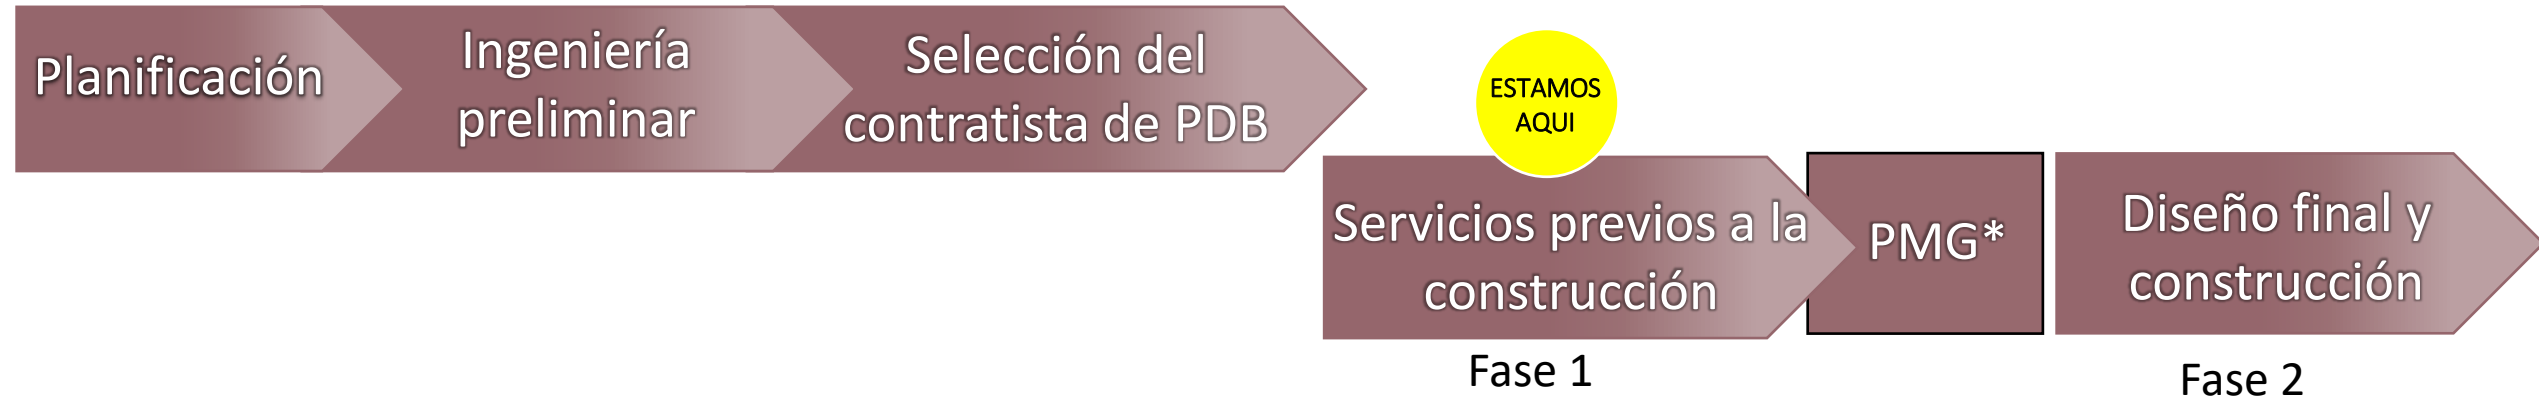 Planificación
Ingeniería
preliminar
Selección del
contratista de PDB
ESTAMOS
AQUI
Servicios previos a la
construcción
PMG*
Diseño final y
construcción
Fase 1
Fase 2